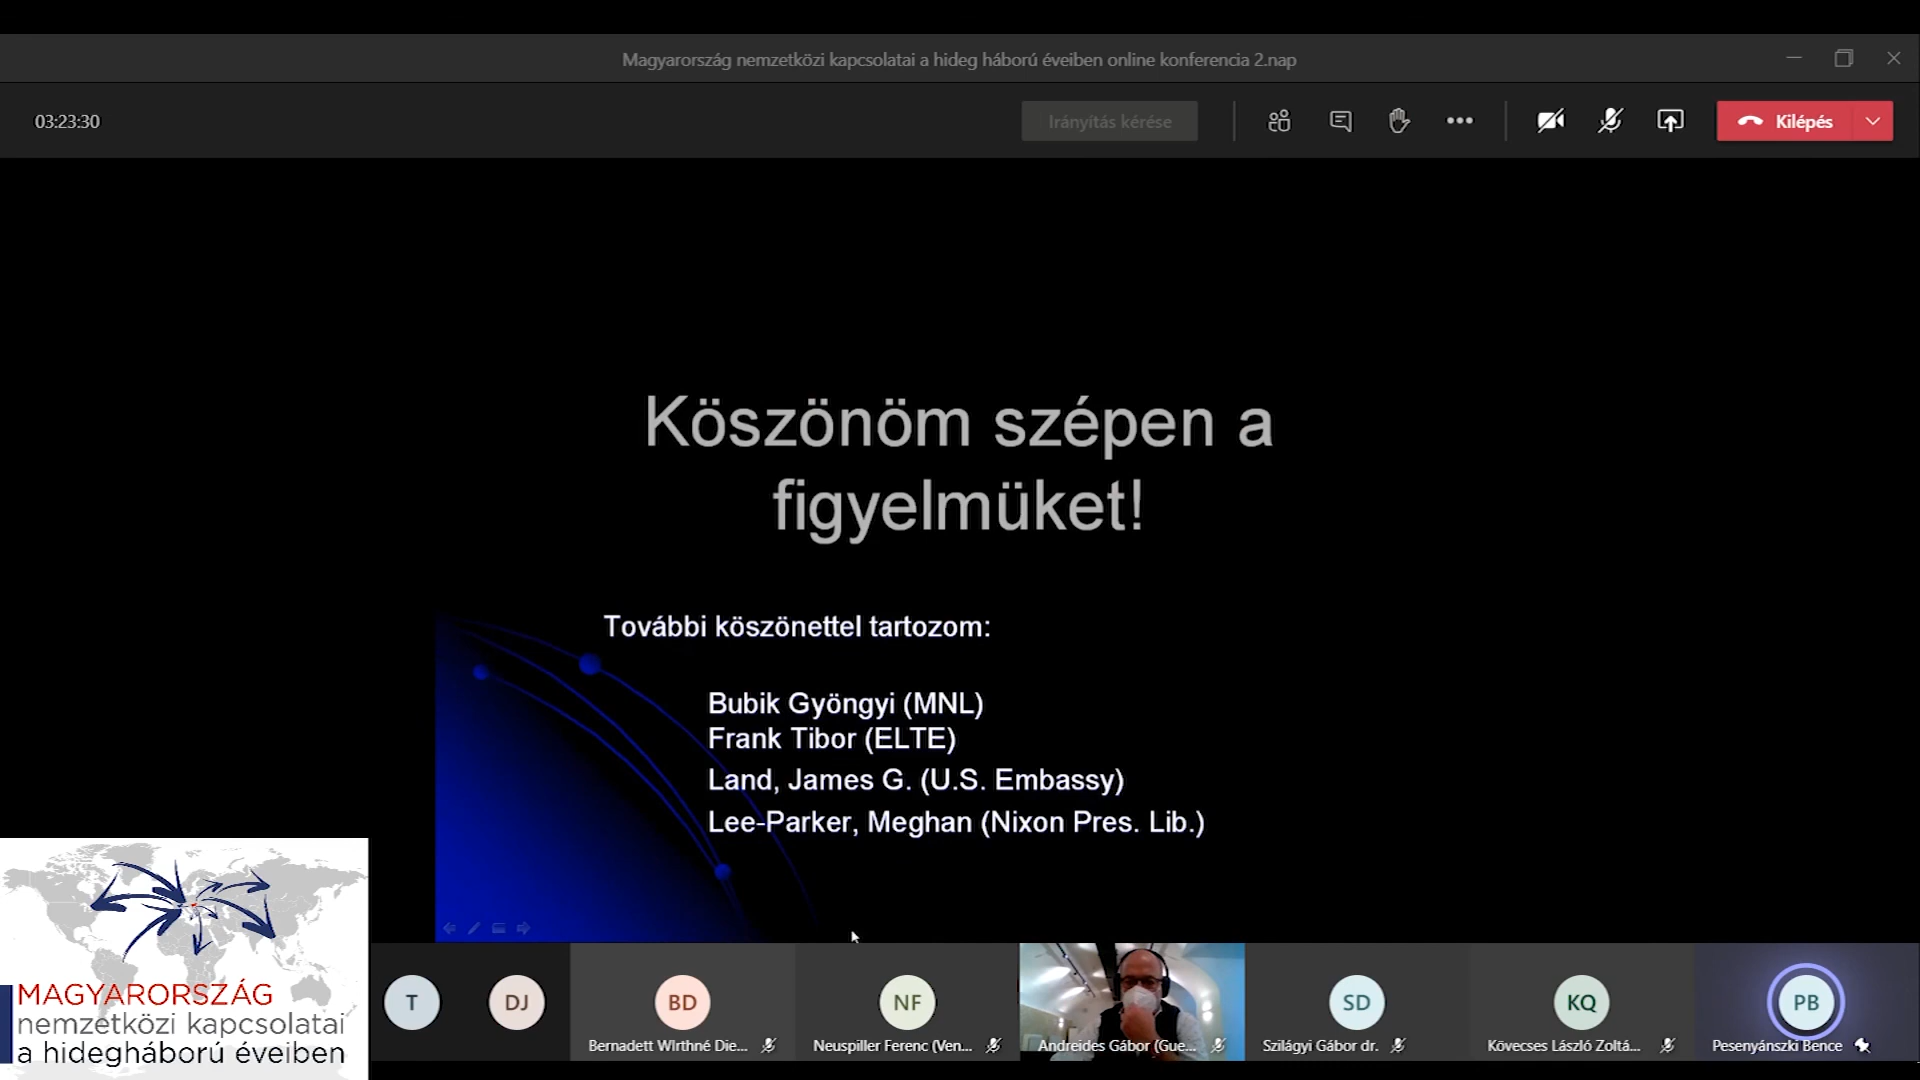 Magyarország nemzetközi kapcsolatai a hideg háború éveiben online konferencia 2.nap
03:23:30
Irányítás kérése
Kilépés
Köszönöm szépen a
figyelmüket!
További köszönettel tartozom:
Bubik Gyöngyi (MNL)
Frank Tibor (ELTE)
Land, James G. (U.S. Embassy)
Lee-Parker, Meghan (Nixon Pres. Lib.)
MAGYARORSZÁG
nemzetközi kapcsolatai
a hidegháború éveiben
T
DJ
BD
NF
SD
KQ
PB
Bernadett WIrthné Die...
Neuspiller Ferenc (Ven...
Andreides Gábor (Gue...
Szilágyi Gábor dr.
Kövecses László Zoltá...
Pesenyánszki Bence